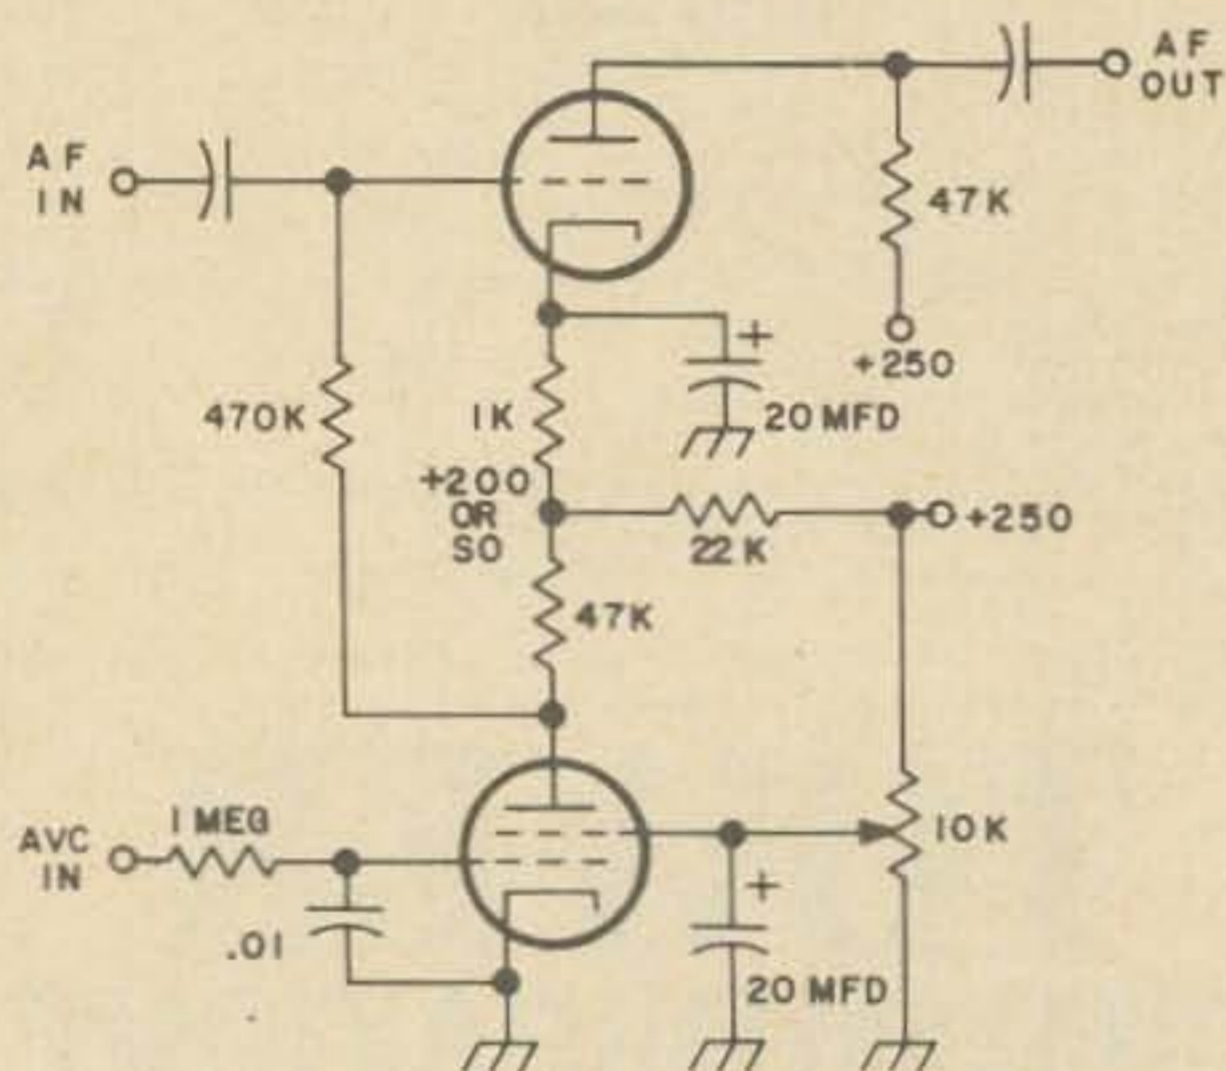 AF
OUT
AF
IN
47K
+250
470K
1K
20 MFD
+200
OR
SO
+250
22K
47K
1 MEG
AVC
IN
10K
+
.01
+
20 MFD